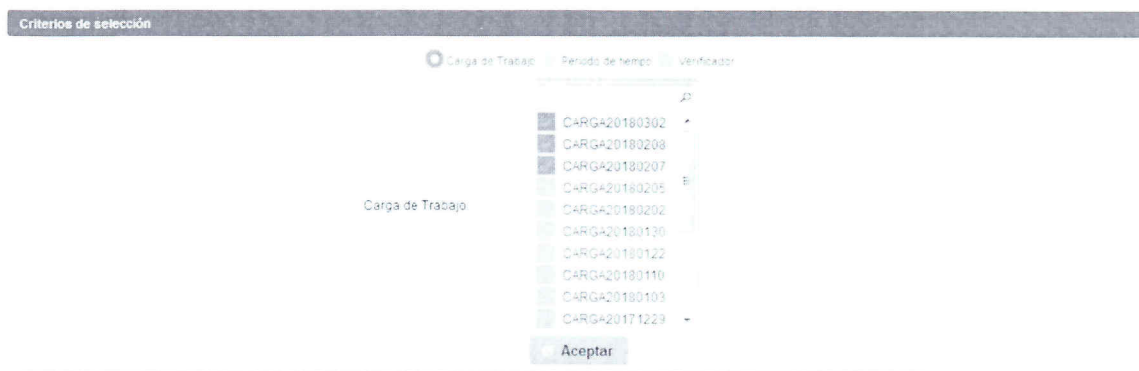 Criterios de selección
Carga de Trabajo Periodo de tiempo Verificador
CARGA20180302
CARGA20180208
CARGA20180207
CARGA20180205
Carga de Trabajo
CARGA20180202
CARGA20180130
CARGA20180122
CARGA20180110
CARGA20180103
CARGA20171229
Aceptar